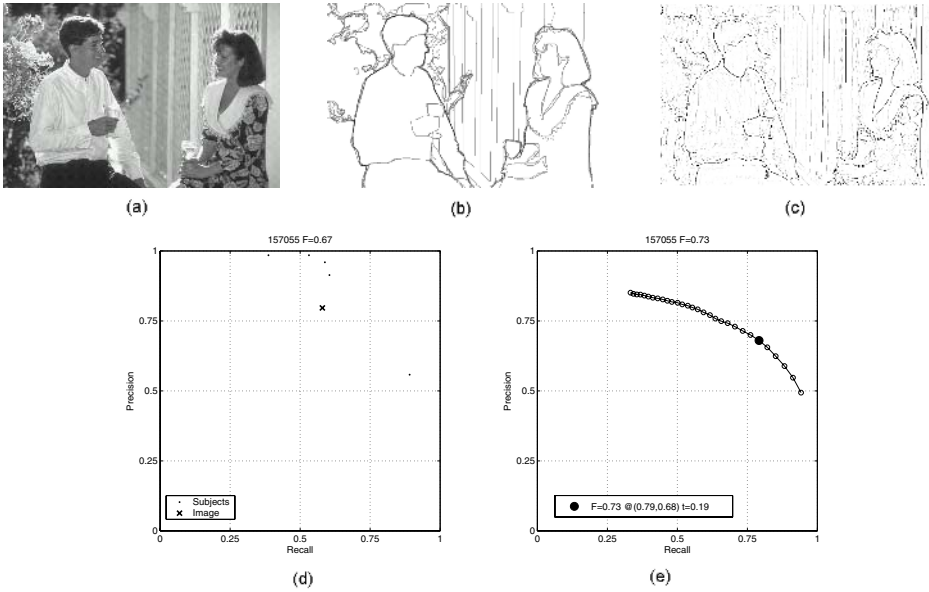 (a)
(b)
(c)
157055 F=0.67
1
0.75
0.5
0.25
0
Precision
Subjects
Image
0
0.25
0.5
0.75
1
Recall
(d)
157055 F=0.73
1
0.75
0.5
0.25
0
Precision
F=0.73 @(0.79,0.68) t=0.19
0
0.25
0.5
0.75
1
Recall
(e)